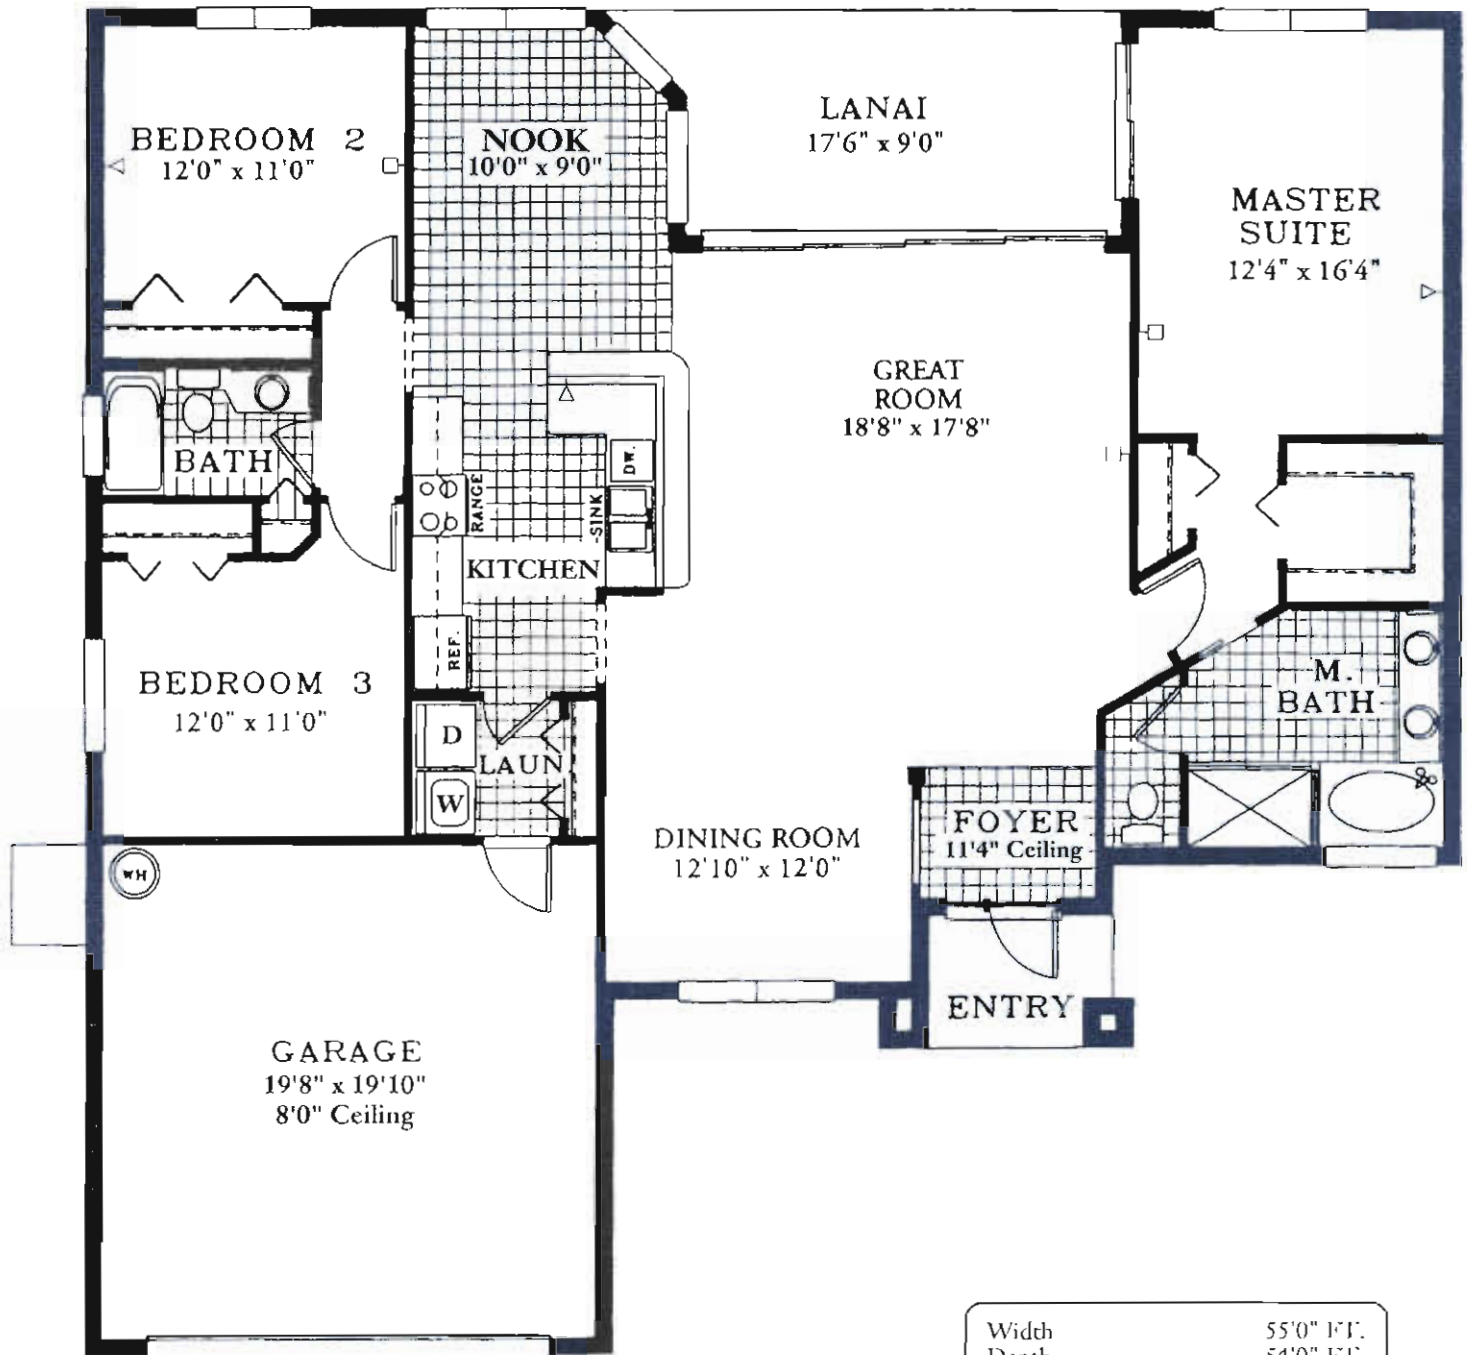 BEDROOM 2
12'0" x 11'0"
NOOK
10'0" x 9'0"
LANAI
17'6" x 9'0"
MASTER
SUITE
12'4" x 16'4"
GREAT
ROOM
18'8" x 17'8"
BATH
RANGE
DW.
SINK
KITCHEN
REF.
BEDROOM 3
12'0" x 11'0"
M.
BATH
D
LAUN
W
DINING ROOM
12'10" x 12'0"
FOYER
11'4" Ceiling
WH
ENTRY
GARAGE
19'8" x 19'10"
8'0" Ceiling
Width 55'0" FT.